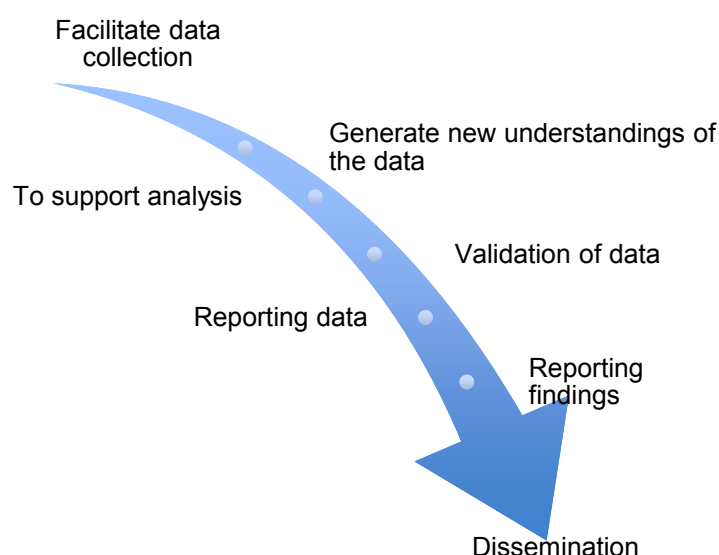 Facilitate data
collection
Generate new understandings of
the data
To support analysis
Validation of data
Reporting data
Reporting
findings
Dissemination